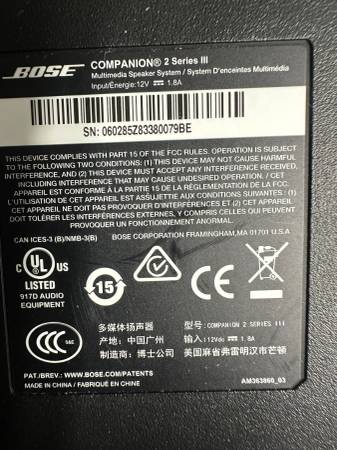 BOSE
COMPANION® 2 Series III
Multimedia Speaker System / System D'enceintes Multimédia
Input/Énergie:12V ⎓ 1.8A
SN: 060285Z83380079BE
THIS DEVICE COMPLIES WITH PART 15 OF THE FCC RULES. OPERATION IS SUBJECT
TO THE FOLLOWING TWO CONDITIONS: (1) THIS DEVICE MAY NOT CAUSE HARMFUL
INTERFERENCE, AND (2) THIS DEVICE MUST ACCEPT ANY INTERFERENCE RECEIVED,
INCLUDING INTERFERENCE THAT MAY CAUSE UNDESIRED OPERATION. / CET
APPAREIL EST CONFORME À LA PARTIE 15 DE LA RÉGLEMENTATION DE LA FCC.
L'UTILISATION DE CET APPAREIL EST ASSUJETTIE AUX CONDITIONS SUIVANTES: (1)
CET APPAREIL NE DOIT PAS PROVOQUER D'INTERFÉRENCES ET (2) CET APPAREIL DOIT
TOLÉRER LES INTERFÉRENCES EXTERNES, Y COMPRIS CELLES QUI PEUVENT PROVOQUER
UN FONCTIONNEMENT ANORMAL.
CAN ICES-3 (B)/NMB-3(B)
BOSE CORPORATION FRAMINGHAM, MA 01701 U.S.A.
C UL US
LISTED
917D AUDIO
EQUIPMENT
15
CE
CCC S&E
多媒体扬声器
产地: 中国广州
制造商: 博士公司
型号: COMPANION 2 SERIES III
输入: 12Vdc ⎓ 1.8A
美国麻省弗雷明汉市芒顿
PAT./BREV.: WWW.BOSE.COM/PATENTS
MADE IN CHINA / FABRIQUÉ EN CHINE
AM363860_03